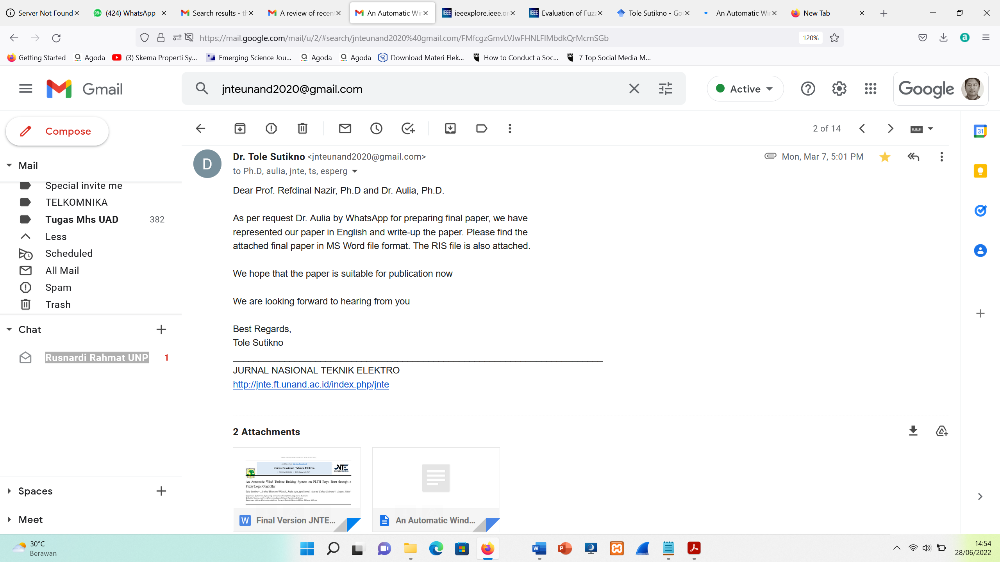 Server Not Found
(424) WhatsApp
Search results - th
A review of recen
An Automatic Wi
ieeexplore.ieee.or
Evaluation of Fuzz
Tole Sutikno - Goo
An Automatic Win
New Tab
https://mail.google.com/mail/u/2/#search/jnteunand2020%40gmail.com/FMfcgzGmvLVJwFHNLFlMbdkQrMcrnSGb
120%
Getting Started
Agoda
(3) Skema Properti Sy...
Emerging Science Jou...
Agoda
Agoda
Download Materi Elek...
How to Conduct a Soc...
7 Top Social Media M...
Gmail
jnteunand2020@gmail.com
Active
Google
Compose
2 of 14
Mail
Special invite me
TELKOMNIKA
Tugas Mhs UAD 382
Less
Scheduled
All Mail
Spam
Trash
Chat
Rusnardi Rahmat UNP 1
Spaces
Meet
D
Dr. Tole Sutikno <jnteunand2020@gmail.com>
Mon, Mar 7, 5:01 PM
to Ph.D, aulia, jnte, ts, esperg
Dear Prof. Refdinal Nazir, Ph.D and Dr. Aulia, Ph.D.
As per request Dr. Aulia by WhatsApp for preparing final paper, we have
represented our paper in English and write-up the paper. Please find the
attached final paper in MS Word file format. The RIS file is also attached.
We hope that the paper is suitable for publication now
We are looking forward to hearing from you
Best Regards,
Tole Sutikno
JURNAL NASIONAL TEKNIK ELEKTRO
http://jnte.ft.unand.ac.id/index.php/jnte
2 Attachments
Jurnal Nasional Teknik Elektro
JNTE
An Automatic Wind Turbine Braking System on PLTH Bayu Baru through a
Fuzzy Logic Controller
Final Version JNTE...
An Automatic Wind...
31
30°C
Berawan
14:54
28/06/2022